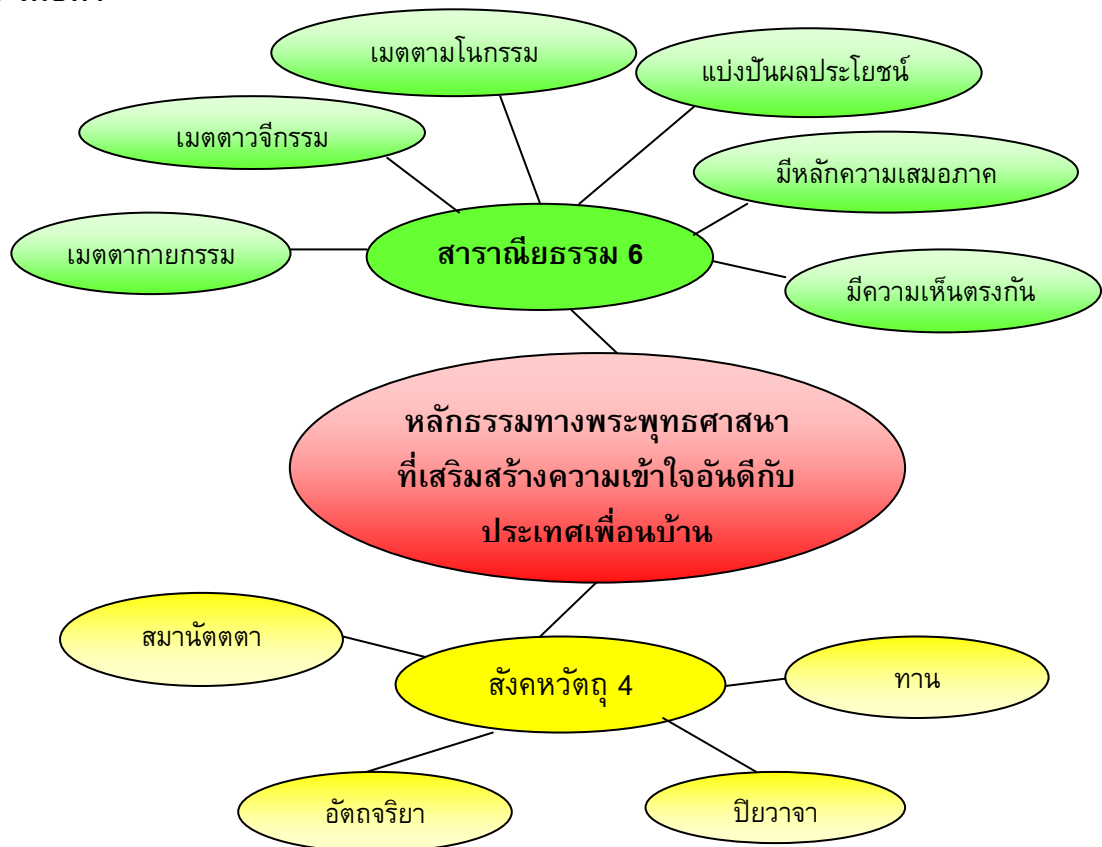 เมตตามโนกรรม
แบ่งปันผลประโยชน์
เมตตาวจีกรรม
มีหลักความเสมอภาค
เมตตากายกรรม
สาราณียธรรม 6
มีความเห็นตรงกัน
หลักธรรมทางพระพุทธศาสนา
ที่เสริมสร้างความเข้าใจอันดีกับ
ประเทศเพื่อนบ้าน
สมานัตตตา
สังคหวัตถุ 4
ทาน
อัตถจริยา
ปิยวาจา